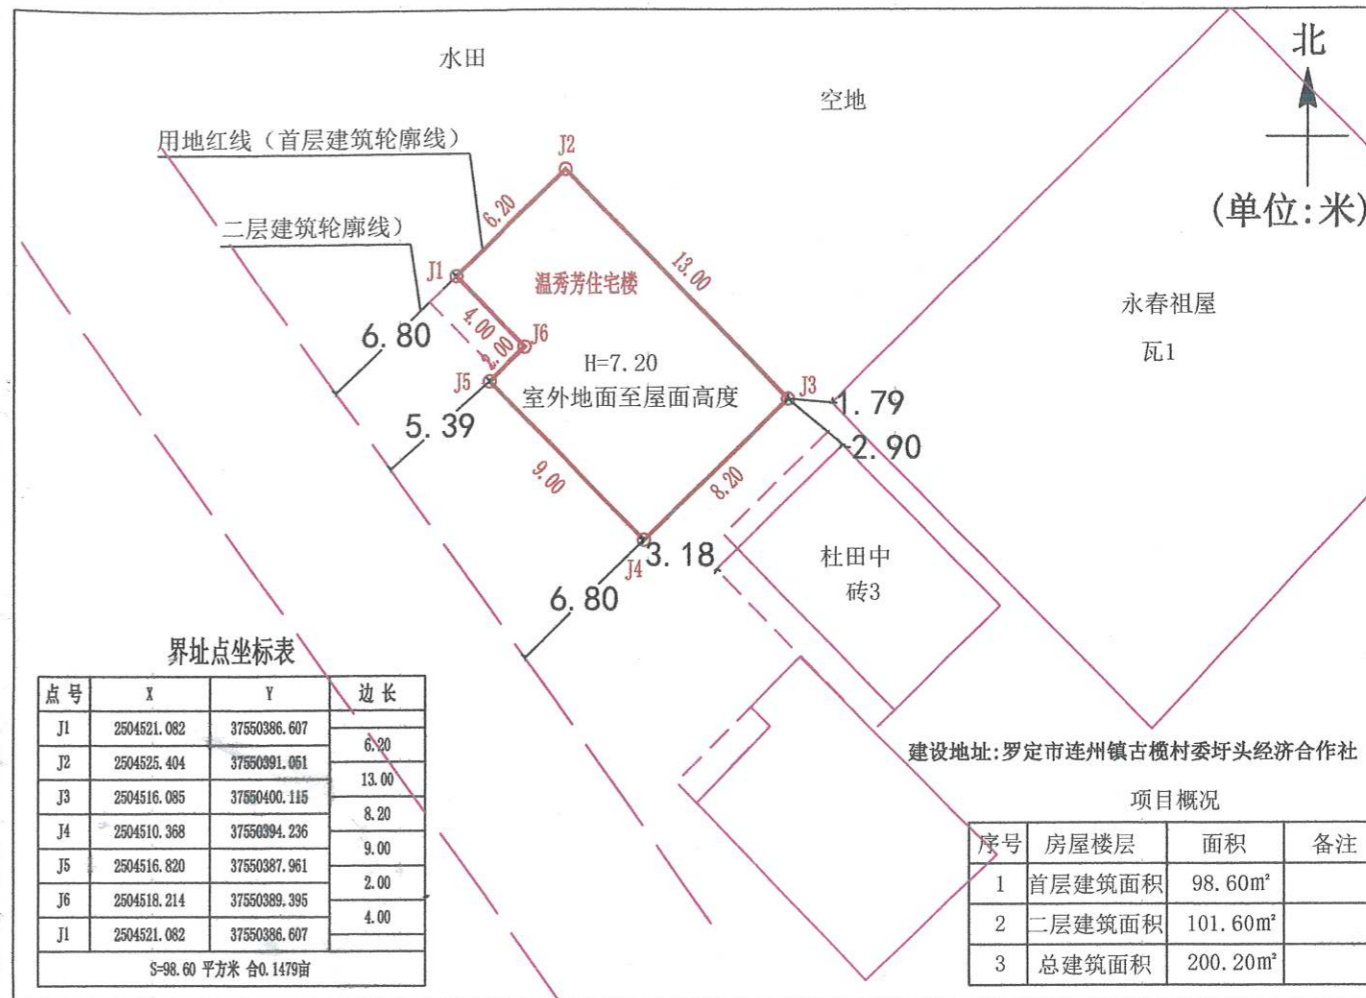 水田
北
空地
用地红线（首层建筑轮廓线）
J2
6.20
(单位:米)
二层建筑轮廓线）
J1
13.00
温秀芳住宅楼
永春祖屋
瓦1
4.00
J6
6.80
2.00
H=7.20
J5
J3
室外地面至屋面高度
1.79
5.39
2.90
9.00
8.20
3.18
J4
杜田中
砖3
6.80
界址点坐标表
点号 X Y 边长
J1 2504521.082 37550386.607
6.20
J2 2504525.404 37550391.051
13.00
J3 2504516.085 37550400.115
8.20
J4 2504510.368 37550394.236
9.00
J5 2504516.820 37550387.961
2.00
J6 2504518.214 37550389.395
4.00
J1 2504521.082 37550386.607
S=98.60 平方米 合0.1479亩
建设地址:罗定市连州镇古榄村委圩头经济合作社
项目概况
序号 房屋楼层 面积 备注
1 首层建筑面积 98.60m²
2 二层建筑面积 101.60m²
3 总建筑面积 200.20m²